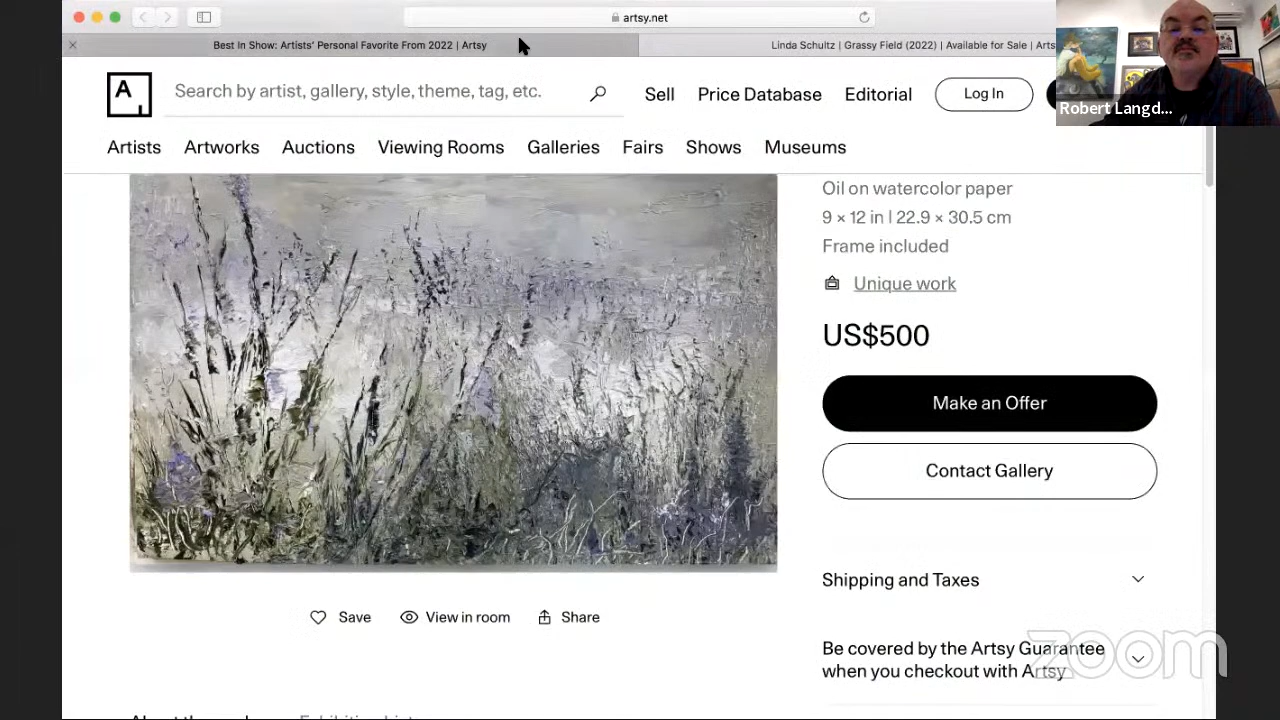 artsy.net
Best In Show: Artists' Personal Favorite From 2022 | Artsy
Linda Schultz | Grassy Field (2022) | Available for Sale | Arts
Robert Langd...
A
Search by artist, gallery, style, theme, tag, etc.
Sell
Price Database
Editorial
Log In
Artists
Artworks
Auctions
Viewing Rooms
Galleries
Fairs
Shows
Museums
Oil on watercolor paper
9 × 12 in | 22.9 × 30.5 cm
Frame included
Unique work
US$500
Make an Offer
Contact Gallery
Shipping and Taxes
Save
View in room
Share
Be covered by the Artsy Guarantee
when you checkout with Artsy
zoom